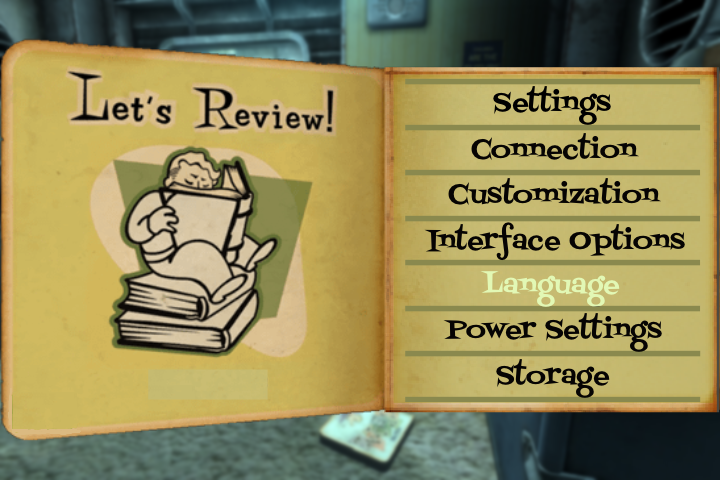 Let's Review!
Settings
Connection
Customization
Interface Options
Language
Power Settings
Storage